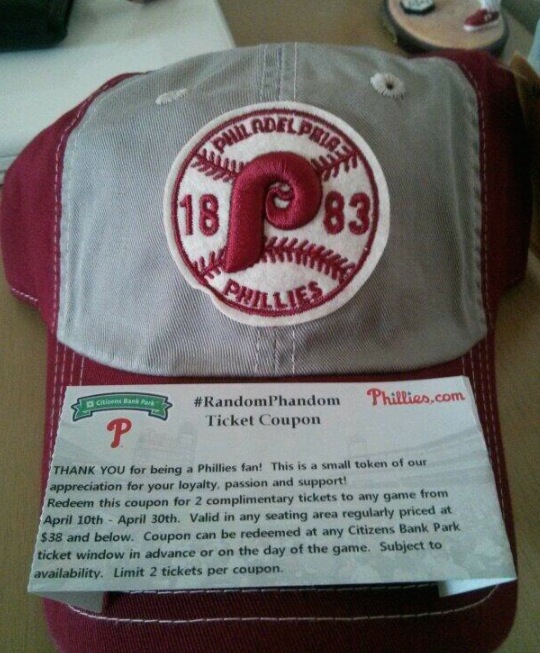 PHILADELPHIA
18 P 83
PHILLIES
Citizens Bank Park
P
#RandomPhandom
Ticket Coupon
Phillies.com
THANK YOU for being a Phillies fan! This is a small token of our
appreciation for your loyalty, passion and support!
Redeem this coupon for 2 complimentary tickets to any game from
April 10th - April 30th. Valid in any seating area regularly priced at
$38 and below. Coupon can be redeemed at any Citizens Bank Park
ticket window in advance or on the day of the game. Subject to
availability. Limit 2 tickets per coupon.